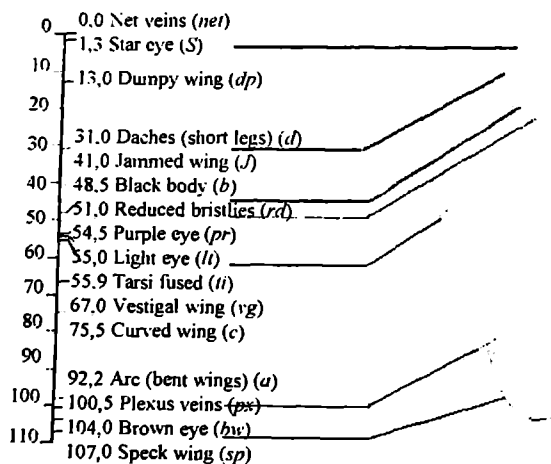 0 0,0 Net veins (net)
1,3 Star eye (S)
10
13,0 Dumpy wing (dp)
20
30 31.0 Daches (short legs) (d)
41,0 Jammed wing (J)
40
48.5 Black body (b)
50 51.0 Reduced bristlies (rd)
54,5 Purple eye (pr)
60 55,0 Light eye (lt)
55.9 Tarsi fused (ti)
70
67.0 Vestigal wing (vg)
80 75,5 Curved wing (c)
90
92,2 Arc (bent wings) (a)
100 100,5 Plexus veins (px)
104,0 Brown eye (bw)
110 107,0 Speck wing (sp)